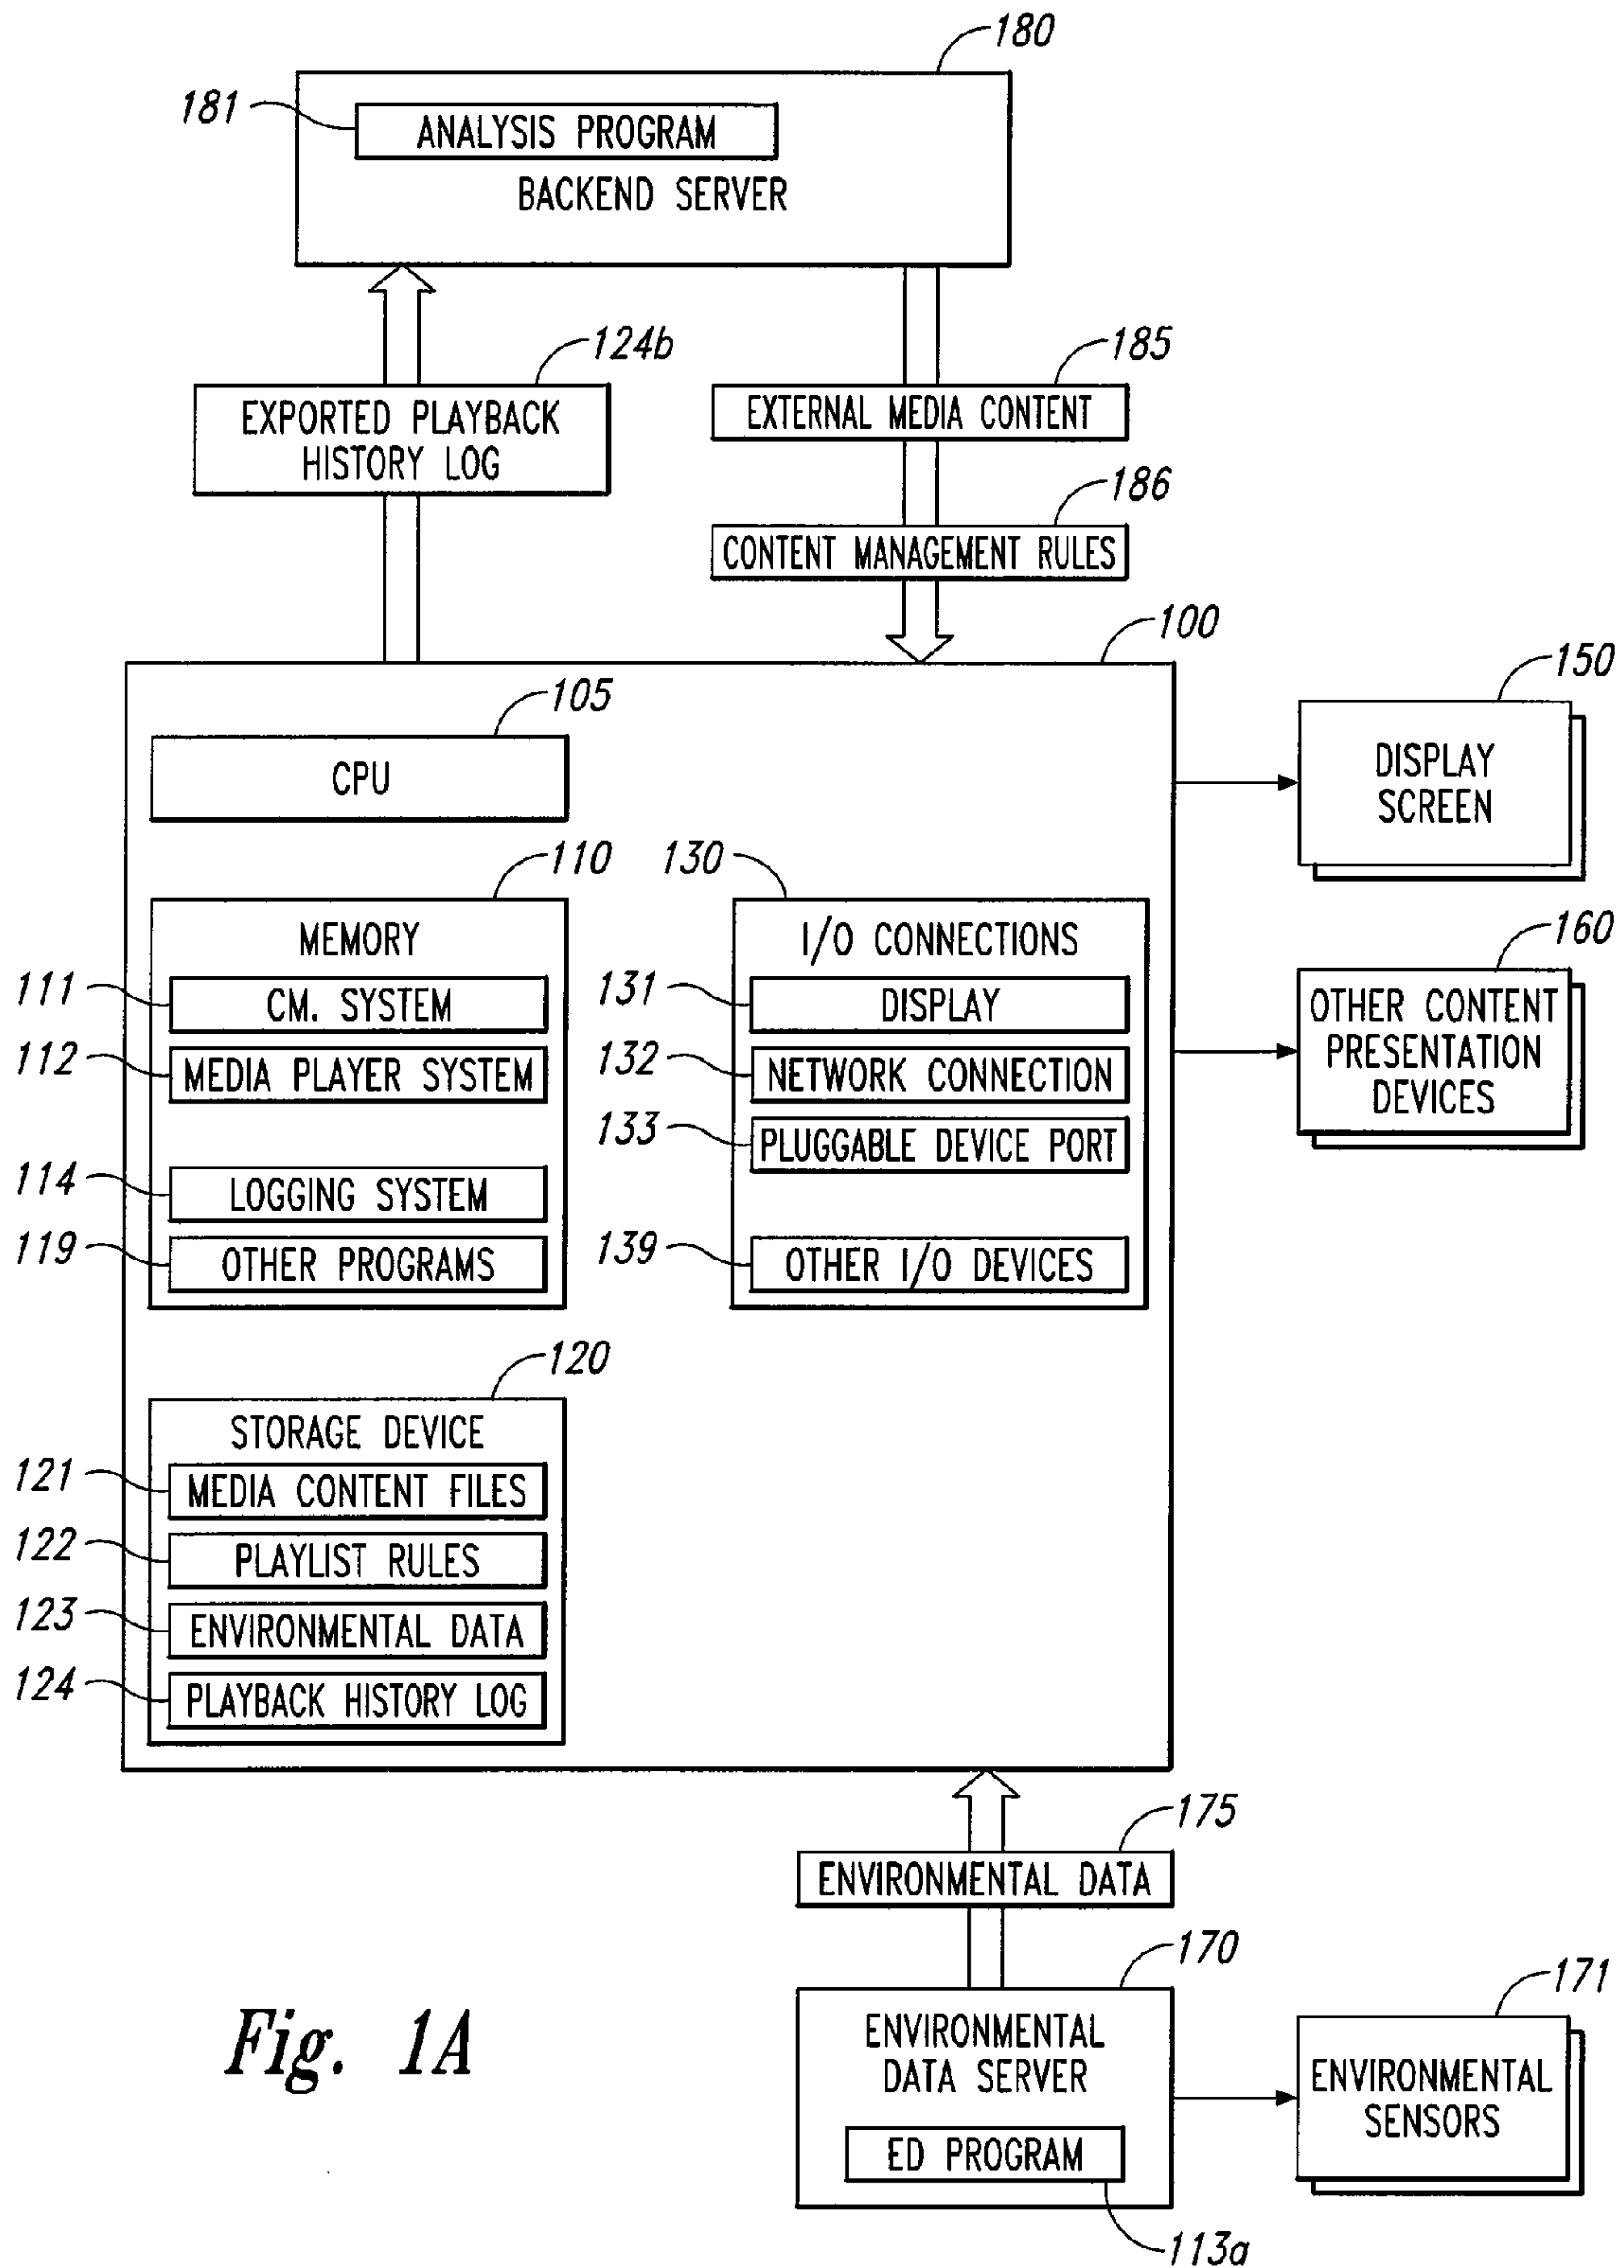 180
181
ANALYSIS PROGRAM
BACKEND SERVER
124b
185
EXPORTED PLAYBACK
HISTORY LOG
EXTERNAL MEDIA CONTENT
186
CONTENT MANAGEMENT RULES
100
105
150
CPU
DISPLAY
SCREEN
110
130
MEMORY
I/O CONNECTIONS
160
111
CM. SYSTEM
131
DISPLAY
OTHER CONTENT
PRESENTATION
DEVICES
112
MEDIA PLAYER SYSTEM
132
NETWORK CONNECTION
133
PLUGGABLE DEVICE PORT
114
LOGGING SYSTEM
119
OTHER PROGRAMS
139
OTHER I/O DEVICES
120
STORAGE DEVICE
121
MEDIA CONTENT FILES
122
PLAYLIST RULES
123
ENVIRONMENTAL DATA
124
PLAYBACK HISTORY LOG
175
ENVIRONMENTAL DATA
170
171
ENVIRONMENTAL
DATA SERVER
ENVIRONMENTAL
SENSORS
ED PROGRAM
113a
Fig. 1A